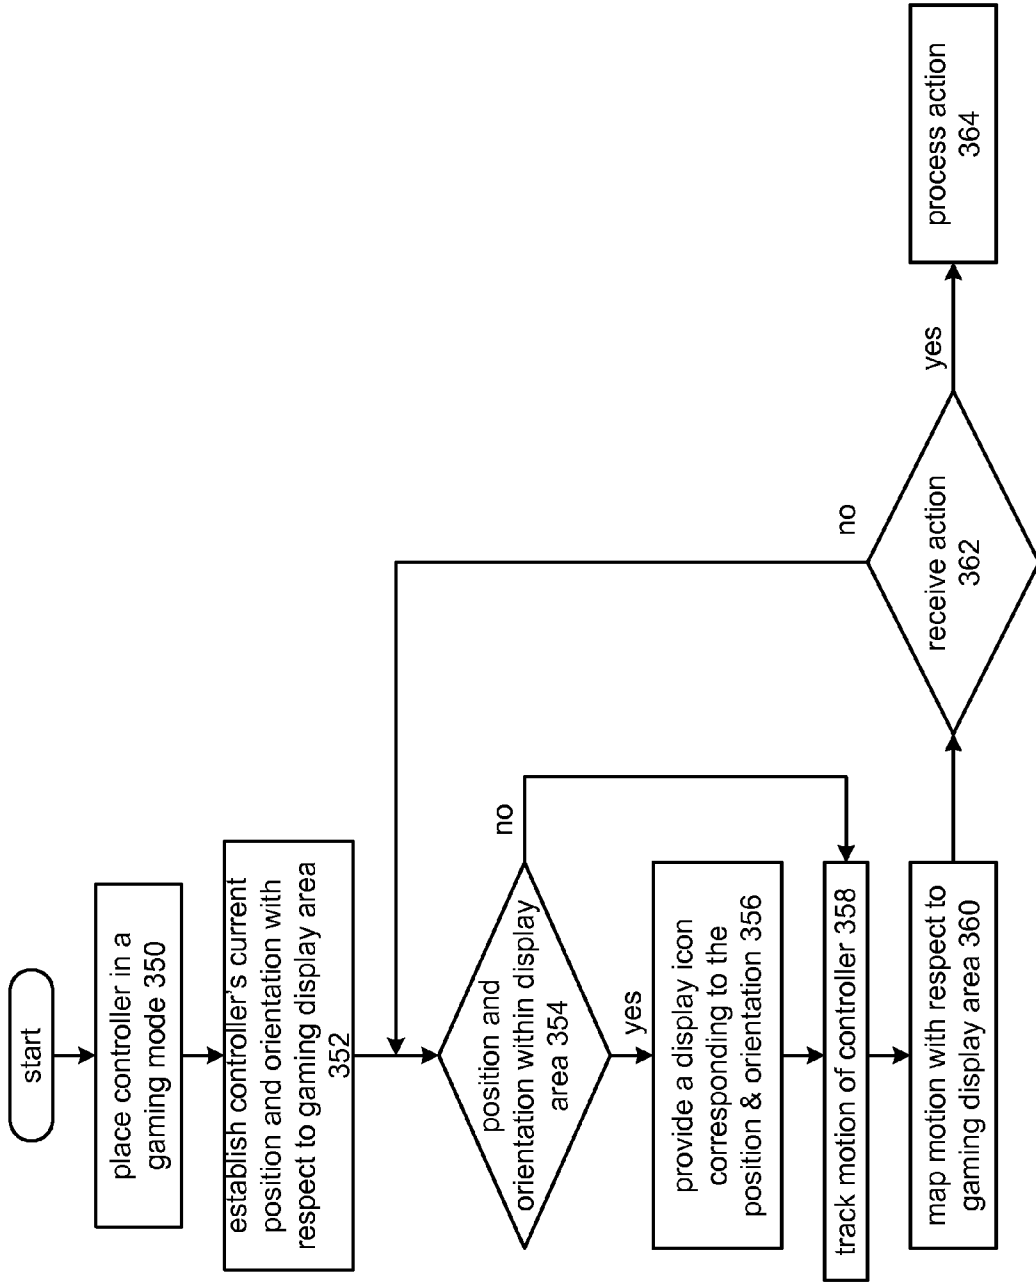 start
place controller in a
gaming mode 350
establish controller's current
position and orientation with
respect to gaming display area
352
position and
orientation within display
area 354
no
yes
provide a display icon
corresponding to the
position & orientation 356
track motion of controller 358
map motion with respect to
gaming display area 360
receive action
362
no
yes
process action
364